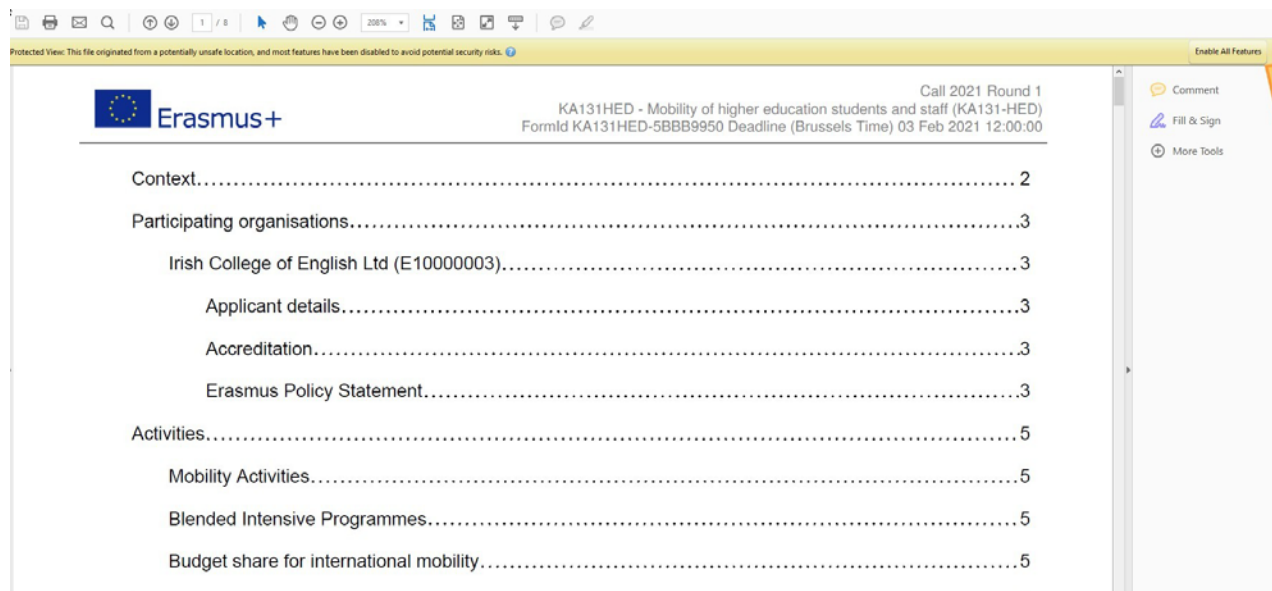 1 / 8
208%
Protected View: This file originated from a potentially unsafe location, and most features have been disabled to avoid potential security risks.
Enable All Features
Erasmus+
Call 2021 Round 1
KA131HED - Mobility of higher education students and staff (KA131-HED)
FormId KA131HED-5BBB9950 Deadline (Brussels Time) 03 Feb 2021 12:00:00
Context 2
Participating organisations 3
Irish College of English Ltd (E10000003) 3
Applicant details 3
Accreditation 3
Erasmus Policy Statement 3
Activities 5
Mobility Activities 5
Blended Intensive Programmes 5
Budget share for international mobility 5
Comment
Fill & Sign
More Tools